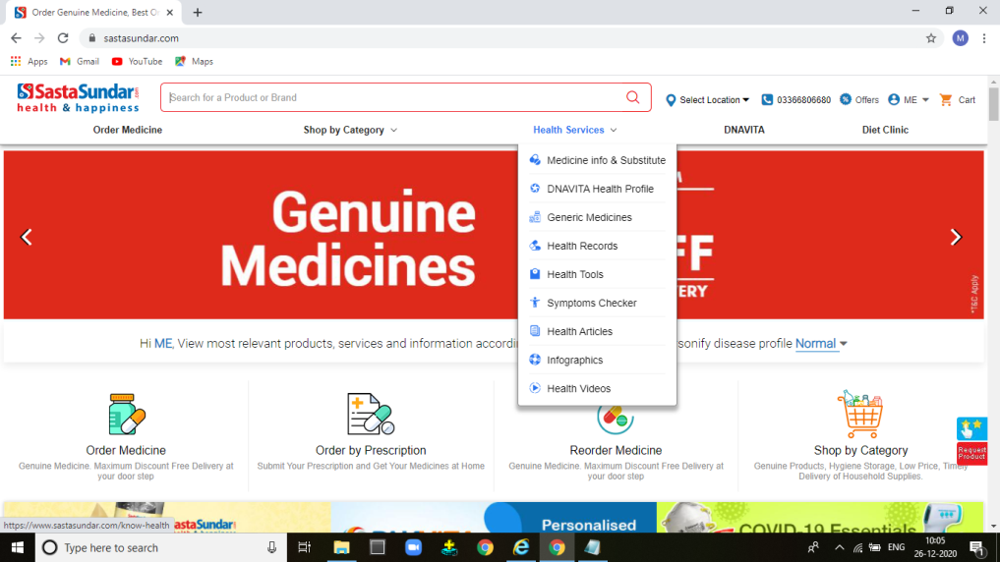 Order Genuine Medicine, Best O
sastasundar.com
M
Apps
Gmail
YouTube
Maps
SastaSundar
health & happiness
Search for a Product or Brand
Select Location
03366806680
Offers
ME
Cart
Order Medicine
Shop by Category
Health Services
DNAVITA
Diet Clinic
Medicine info & Substitute
DNAVITA Health Profile
Generic Medicines
Health Records
Health Tools
Symptoms Checker
Health Articles
Infographics
Health Videos
Genuine
Medicines
FF
ERY
*T&C Apply
Hi ME, View most relevant products, services and information accordi
sonify disease profile Normal
Order Medicine
Genuine Medicine. Maximum Discount Free Delivery at
your door step
Order by Prescription
Submit Your Prescription and Get Your Medicines at Home
Reorder Medicine
Genuine Medicine. Maximum Discount Free Delivery at
your door step
Shop by Category
Genuine Products, Hygiene Storage, Low Price, Timely
Delivery of Household Supplies.
Request
Product
astaSundar
Personalised
COVID-19 Essentials
https://www.sastasundar.com/know-health
Type here to search
ENG
10:05
26-12-2020
1